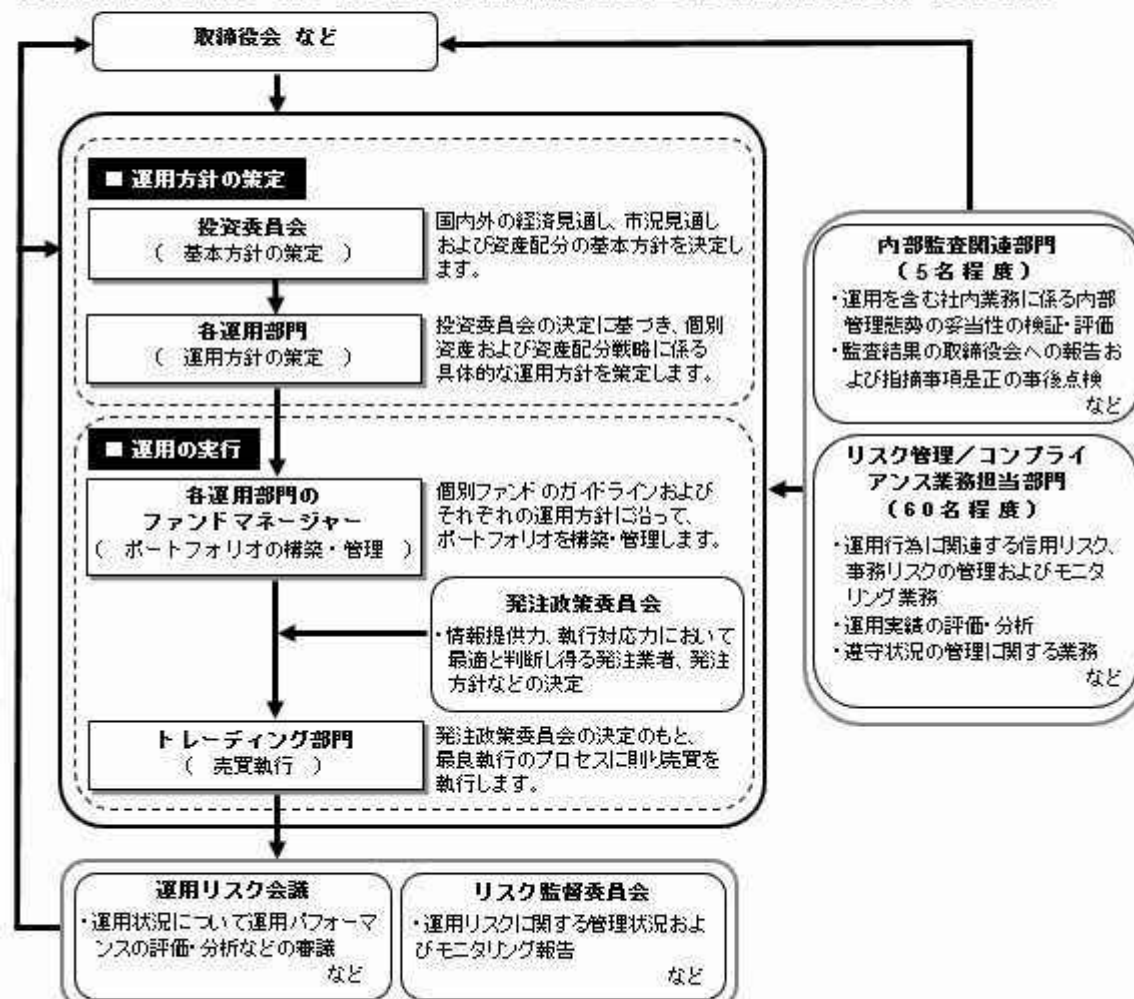 取締役会 など
■ 運用方針の策定
投資委員会
( 基本方針の策定 )
国内外の経済見通し、市況見通し
および資産配分の基本方針を決定し
ます。
各運用部門
( 運用方針の策定 )
投資委員会の決定に基づき、個別
資産および資産配分戦略に係る
具体的な運用方針を策定します。
■ 運用の実行
各運用部門の
ファンドマネージャー
( ポートフォリオの構築・管理 )
個別ファンドのガイドラインおよび
それぞれの運用方針に沿って、
ポートフォリオを構築・管理します。
発注政策委員会
・情報提供力、執行対応力において
最適と判断し得る発注業者、発注
方針などの決定
トレーディング部門
( 売買執行 )
発注政策委員会の決定のもと、
最良執行のプロセスに則り売買を
執行します。
内部監査関連部門
(5名程度)
・運用を含む社内業務に係る内部
管理態勢の妥当性の検証・評価
・監査結果の取締役会への報告お
よび指摘事項是正の事後点検
など
リスク管理/コンプライ
アンス業務担当部門
(60名程度)
・運用行為に関連する信用リスク、
事務リスクの管理およびモニタ
リング業務
・運用実績の評価・分析
・遵守状況の管理に関する業務
など
運用リスク会議
・運用状況について運用パフォーマ
ンスの評価・分析などの審議
など
リスク監督委員会
・運用リスクに関する管理状況およ
びモニタリング報告
など